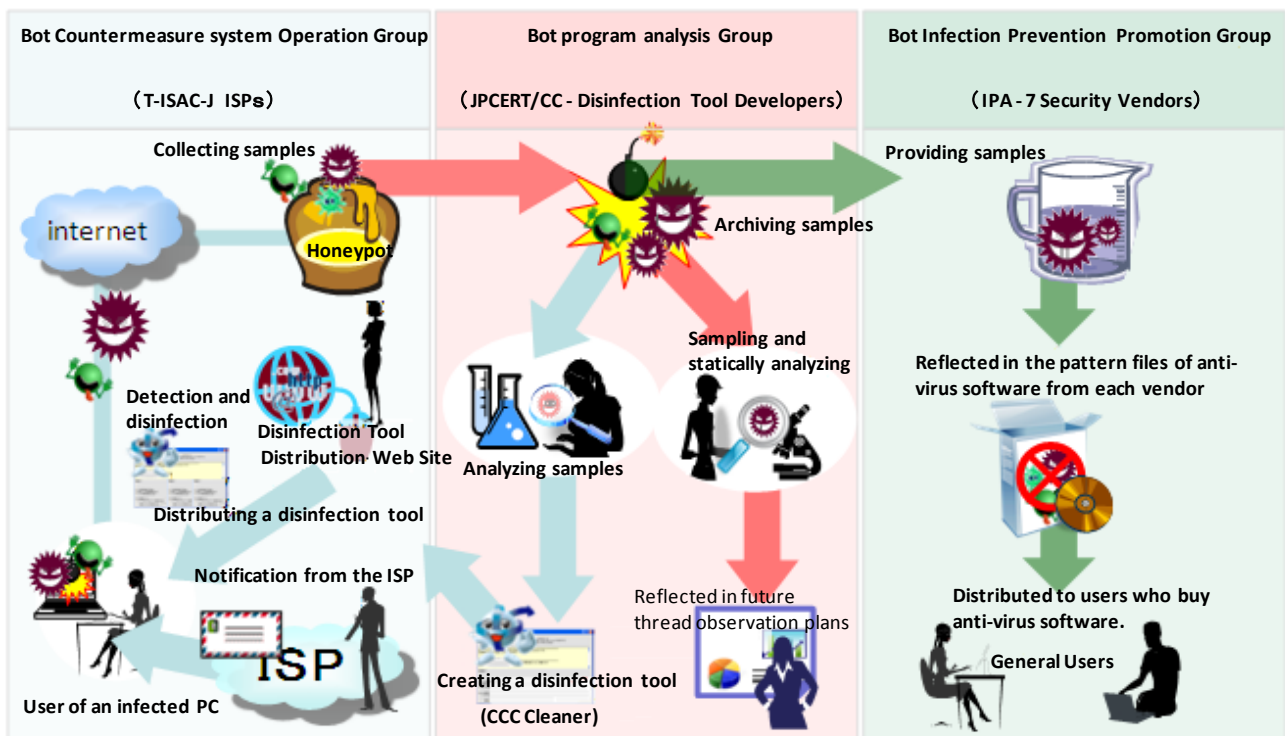 Bot Countermeasure system Operation Group
（T-ISAC-J ISPs）
Bot program analysis Group
（JPCERT/CC - Disinfection Tool Developers）
Bot Infection Prevention Promotion Group
（IPA - 7 Security Vendors）
Collecting samples
internet
Honeypot
Detection and
disinfection
http
Disinfection Tool
Distribution Web Site
Distributing a disinfection tool
Notification from the ISP
ISP
User of an infected PC
Archiving samples
Analyzing samples
Sampling and
statically analyzing
Creating a disinfection tool
(CCC Cleaner)
Reflected in future
thread observation plans
Providing samples
Reflected in the pattern files of anti-
virus software from each vendor
Distributed to users who buy
anti-virus software.
General Users